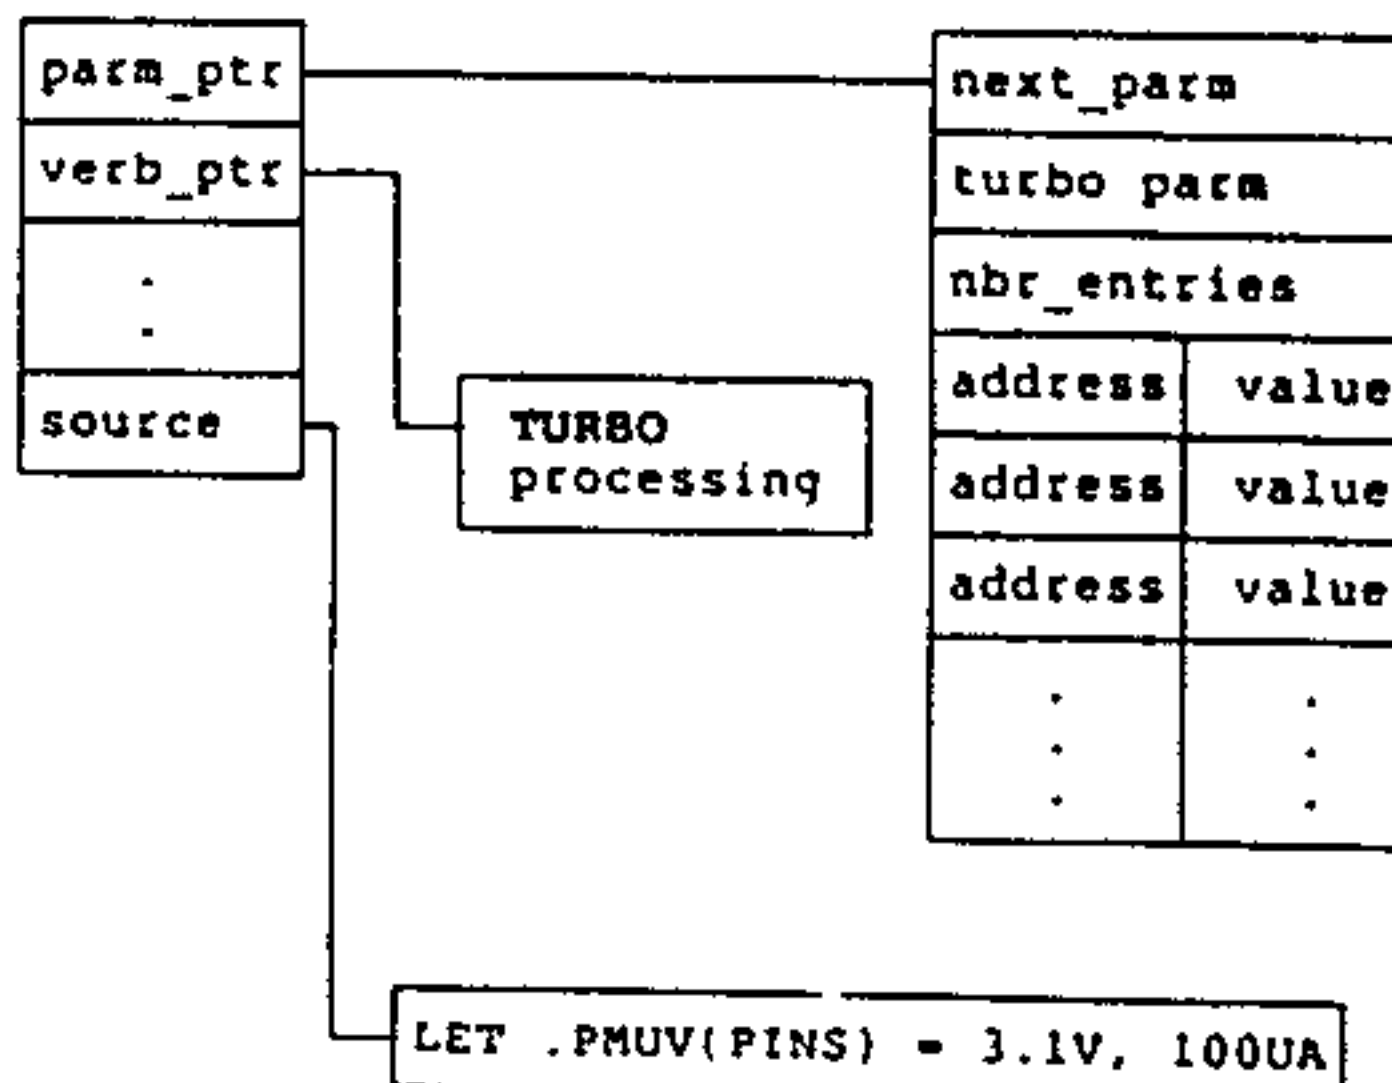 parm_ptr
verb_ptr
.
.
source
TURBO
processing
next_parm
turbo parm
nbr_entries
address value
address value
address value
. .
. .
. .
LET .PMUV(PINS) = 3.1V, 100UA